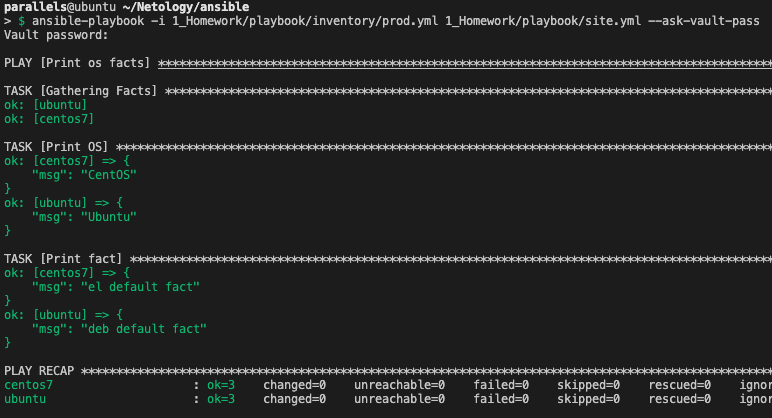 parallels@ubuntu ~/Netology/ansible
> $ ansible-playbook -i 1_Homework/playbook/inventory/prod.yml 1_Homework/playbook/site.yml --ask-vault-pass
Vault password:

PLAY [Print os facts] *****************************************************************************************

TASK [Gathering Facts] ****************************************************************************************
ok: [ubuntu]
ok: [centos7]

TASK [Print OS] ***********************************************************************************************
ok: [centos7] => {
    "msg": "CentOS"
}
ok: [ubuntu] => {
    "msg": "Ubuntu"
}

TASK [Print fact] *********************************************************************************************
ok: [centos7] => {
    "msg": "el default fact"
}
ok: [ubuntu] => {
    "msg": "deb default fact"
}

PLAY RECAP ****************************************************************************************************
centos7                    : ok=3    changed=0    unreachable=0    failed=0    skipped=0    rescued=0    ignor
ubuntu                     : ok=3    changed=0    unreachable=0    failed=0    skipped=0    rescued=0    ignor